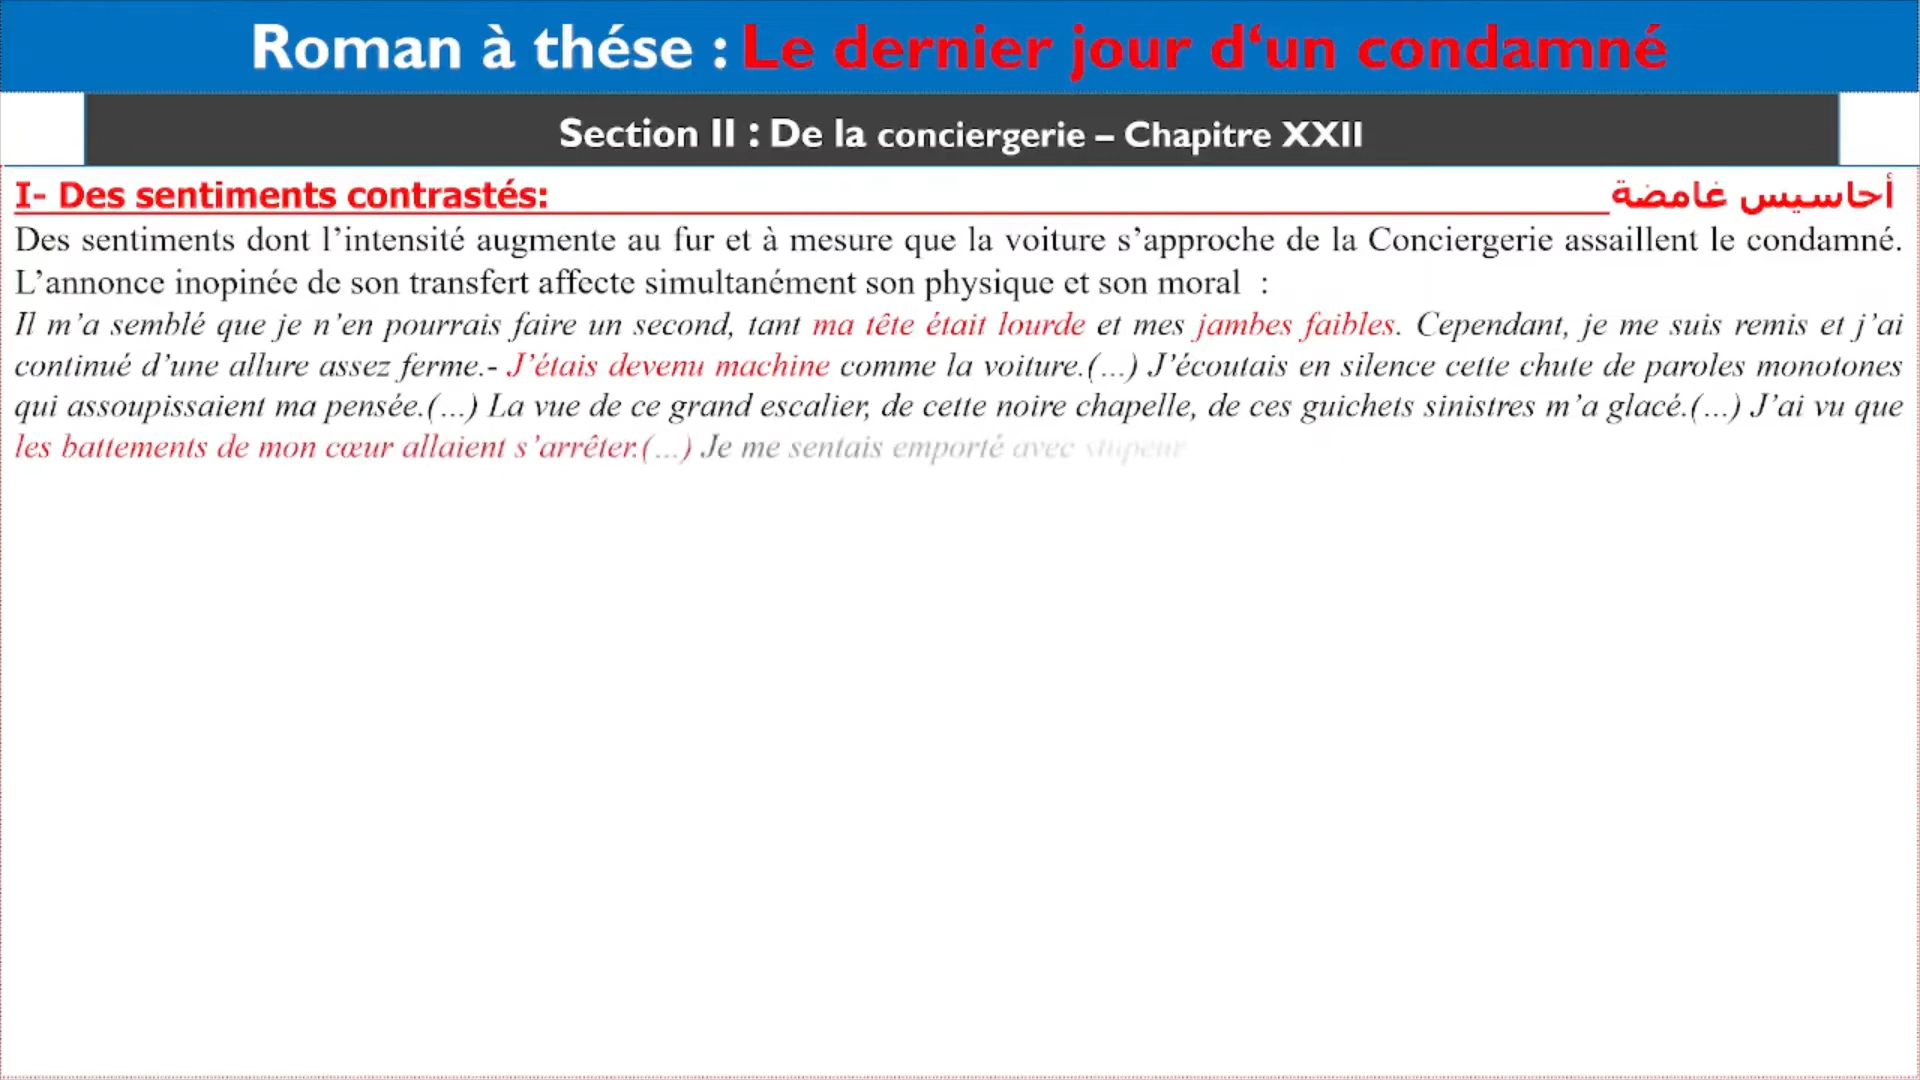 Roman à thése : Le dernier jour d‘un condamné
Section II : De la conciergerie – Chapitre XXII
I- Des sentiments contrastés: أحاسيس غامضة
Des sentiments dont l’intensité augmente au fur et à mesure que la voiture s’approche de la Conciergerie assaillent le condamné.
L’annonce inopinée de son transfert affecte simultanément son physique et son moral :
Il m’a semblé que je n’en pourrais faire un second, tant ma tête était lourde et mes jambes faibles. Cependant, je me suis remis et j’ai
continué d’une allure assez ferme.- J’étais devenu machine comme la voiture.(…) J’écoutais en silence cette chute de paroles monotones
qui assoupissaient ma pensée.(…) La vue de ce grand escalier, de cette noire chapelle, de ces guichets sinistres m’a glacé.(…) J’ai vu que
les battements de mon cœur allaient s’arrêter.(…) Je me sentais emporté avec stupeur